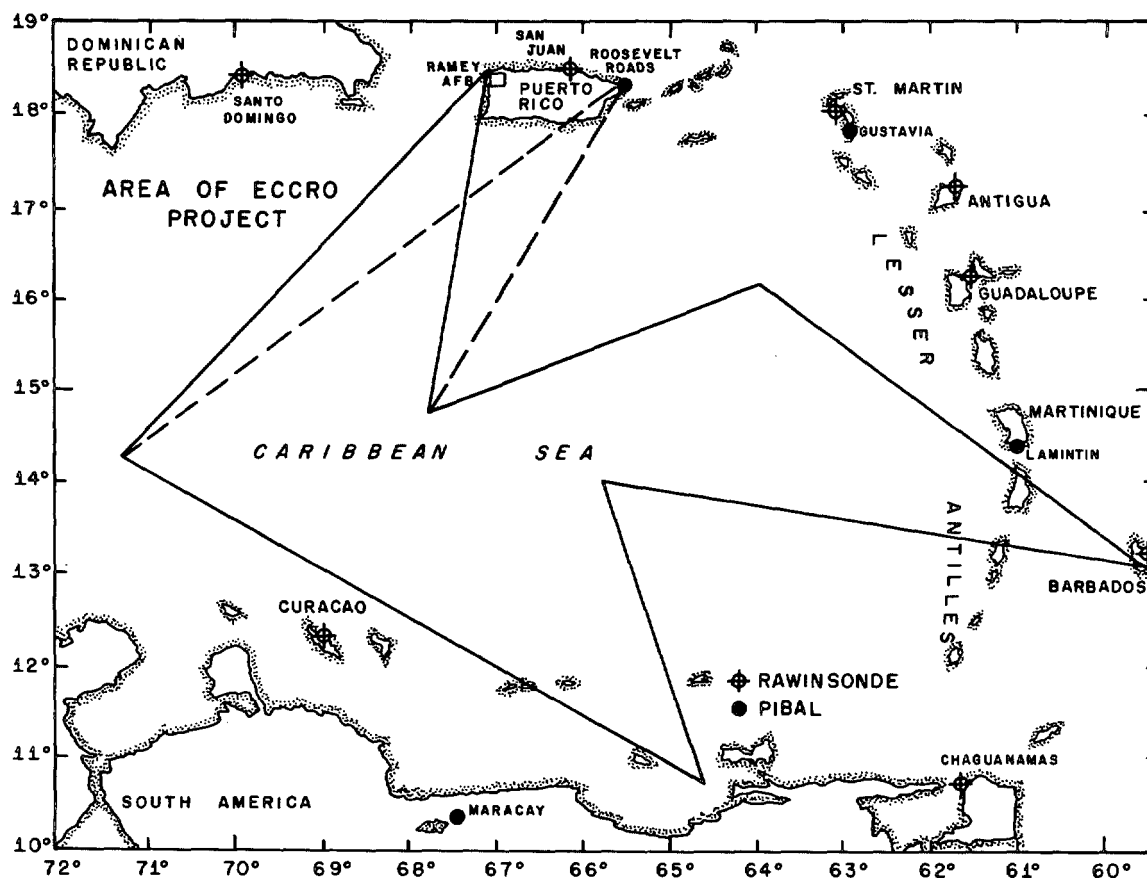 19°
18°
17°
16°
15°
14°
13°
12°
11°
10°
DOMINICAN
REPUBLIC
SANTO
DOMINGO
RAMEY
AFB
SAN
JUAN
ROOSEVELT
ROADS
PUERTO
RICO
ST. MARTIN
GUSTAVIA
AREA OF ECCRO
PROJECT
ANTIGUA
LESSER
GUADALOUPE
MARTINIQUE
LAMINTIN
CARIBBEAN SEA
ANTILLES
BARBADOS
CURACAO
RAWINSONDE
PIBAL
CHAGUANAMAS
SOUTH AMERICA
MARACAY
72° 71° 70° 69° 68° 67° 66° 65° 64° 63° 62° 61° 60°